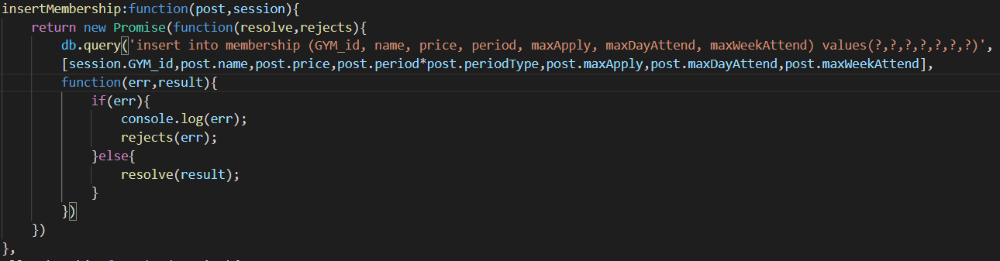 insertMembership:function(post,session){
return new Promise(function(resolve,rejects){
db.query('insert into membership (GYM_id, name, price, period, maxApply, maxDayAttend, maxWeekAttend) values(?,?,?,?,?,?,?)',
[session.GYM_id,post.name,post.price,post.period*post.periodType,post.maxApply,post.maxDayAttend,post.maxWeekAttend],
function(err,result){
if(err){
console.log(err);
rejects(err);
}else{
resolve(result);
}
})
})
},